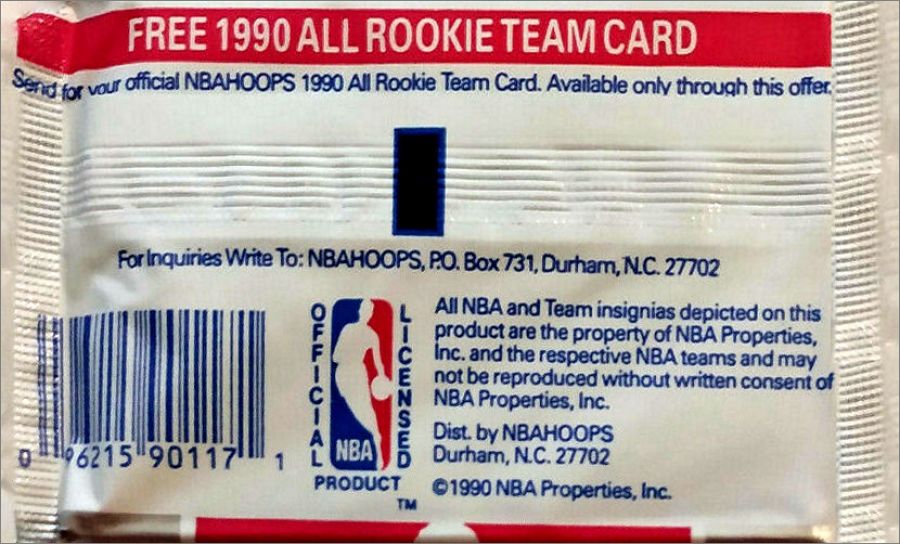 FREE 1990 ALL ROOKIE TEAM CARD
Send for your official NBAHOOPS 1990 All Rookie Team Card. Available only through this offer.
For Inquiries Write To: NBAHOOPS, P.O. Box 731, Durham, N.C. 27702
OFFICIAL
NBA
LICENSED
PRODUCT
TM
All NBA and Team insignias depicted on this
product are the property of NBA Properties,
Inc. and the respective NBA teams and may
not be reproduced without written consent of
NBA Properties, Inc.
Dist. by NBAHOOPS
Durham, N.C. 27702
©1990 NBA Properties, Inc.
0 96215 90117 1